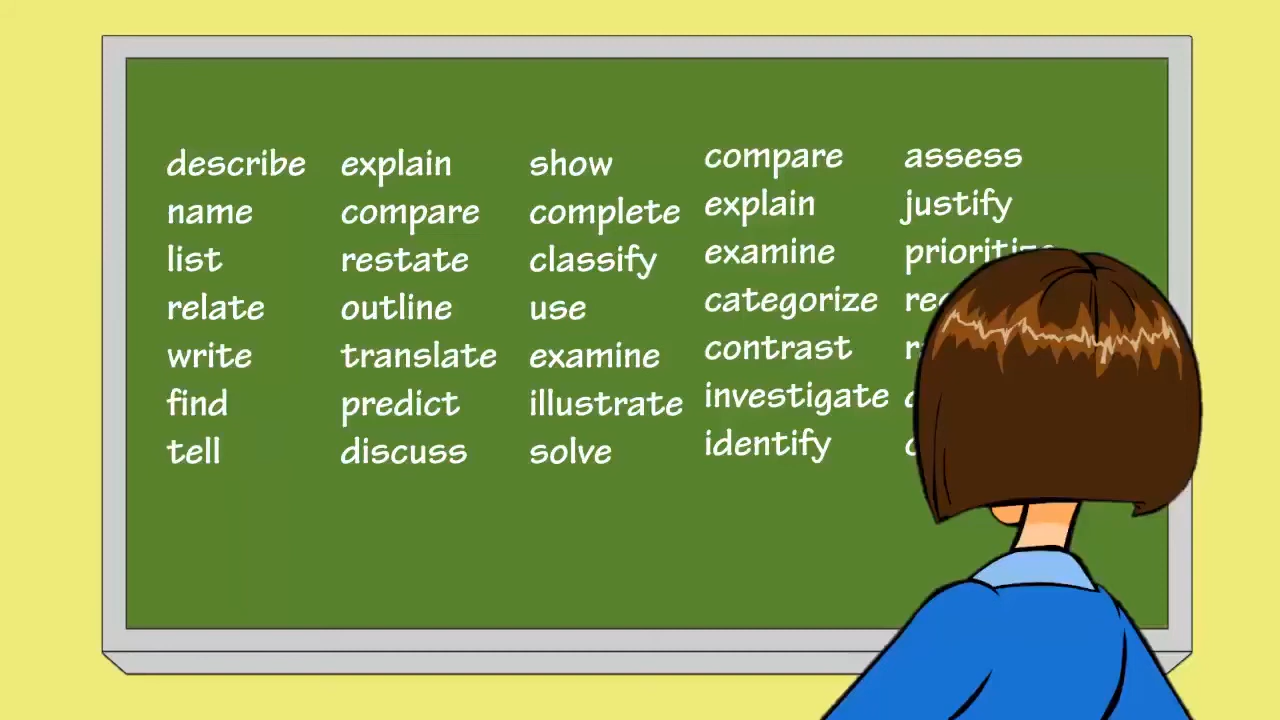 describe
name
list
relate
write
find
tell
explain
compare
restate
outline
translate
predict
discuss
show
complete
classify
use
examine
illustrate
solve
compare
explain
examine
categorize
contrast
investigate
identify
assess
justify
prioritize